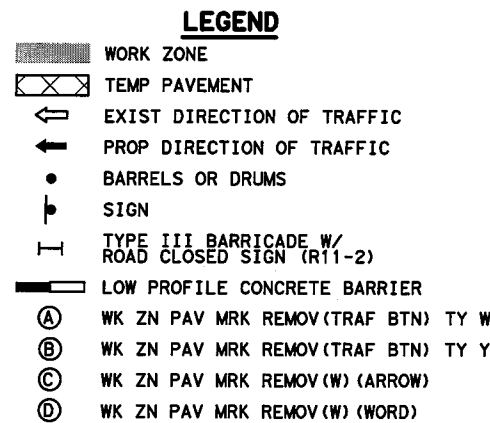 LEGEND
WORK ZONE
TEMP PAVEMENT
EXIST DIRECTION OF TRAFFIC
PROP DIRECTION OF TRAFFIC
BARRELS OR DRUMS
SIGN
TYPE III BARRICADE W/
ROAD CLOSED SIGN (R11-2)
LOW PROFILE CONCRETE BARRIER
A WK ZN PAV MRK REMOV(TRAF BTN) TY W
B WK ZN PAV MRK REMOV(TRAF BTN) TY Y
C WK ZN PAV MRK REMOV(W)(ARROW)
D WK ZN PAV MRK REMOV(W)(WORD)